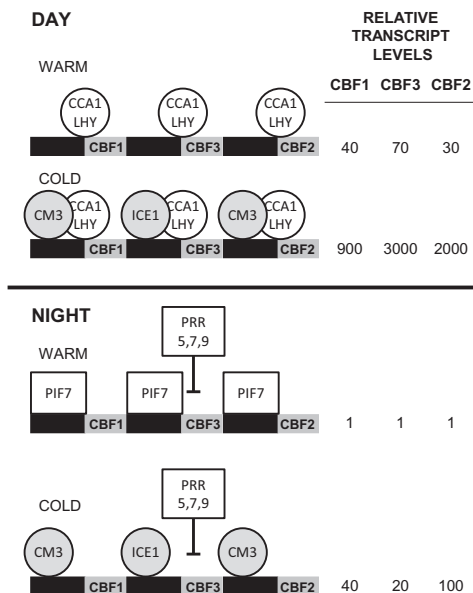 DAY
RELATIVE
TRANSCRIPT
LEVELS
WARM
CBF1 CBF3 CBF2
CCA1 CCA1 CCA1
LHY LHY LHY
CBF1 CBF3 CBF2 40 70 30
COLD
CM3 CCA1 ICE1 CCA1 CM3 CCA1
LHY LHY LHY
CBF1 CBF3 CBF2 900 3000 2000
NIGHT
PRR
5,7,9
WARM
PIF7 PIF7 PIF7
CBF1 CBF3 CBF2 1 1 1
PRR
5,7,9
COLD
CM3 ICE1 CM3
CBF1 CBF3 CBF2 40 20 100